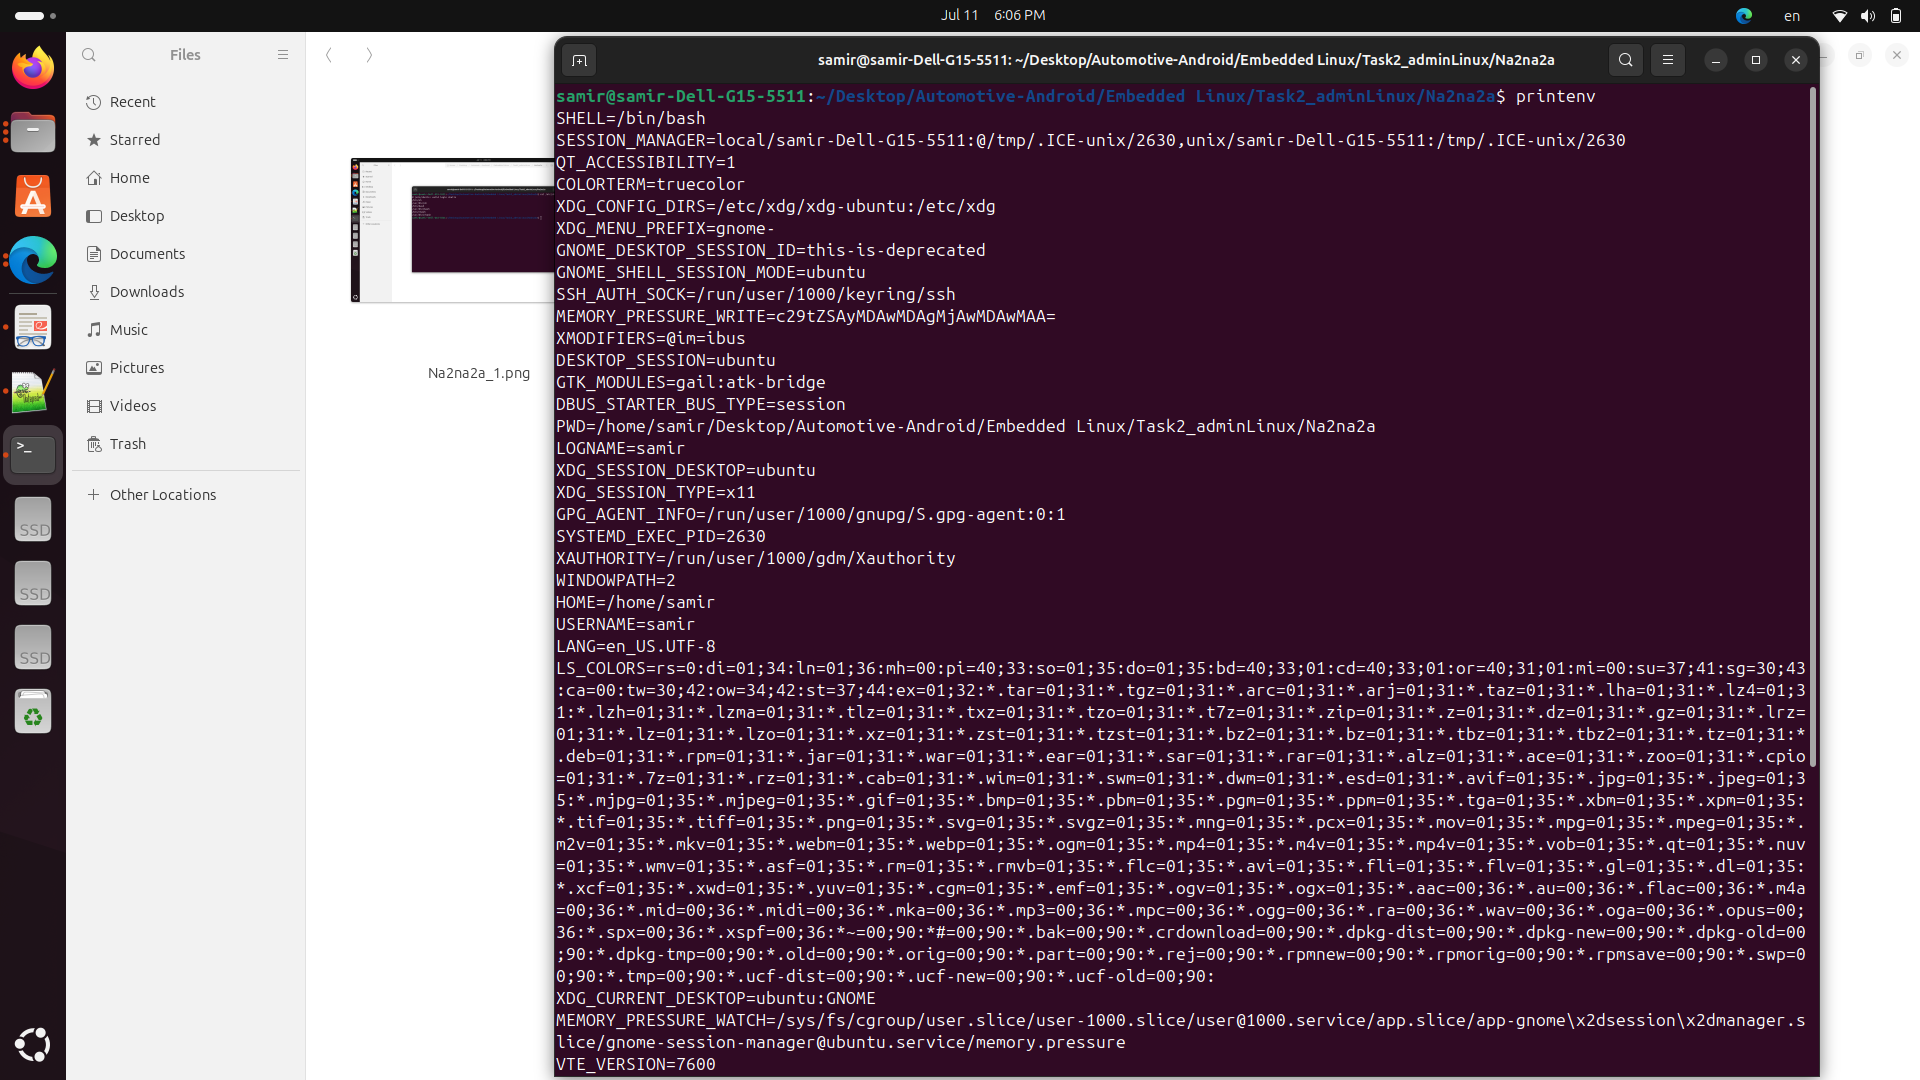 Jul 11 6:06 PM
en
Files
Recent
Starred
Home
Desktop
Documents
Downloads
Music
Pictures
Videos
Trash
Other Locations
SSD
SSD
SSD
Na2na2a_1.png
samir@samir-Dell-G15-5511: ~/Desktop/Automotive-Android/Embedded Linux/Task2_adminLinux/Na2na2a
samir@samir-Dell-G15-5511:~/Desktop/Automotive-Android/Embedded Linux/Task2_adminLinux/Na2na2a$ printenv
SHELL=/bin/bash
SESSION_MANAGER=local/samir-Dell-G15-5511:@/tmp/.ICE-unix/2630,unix/samir-Dell-G15-5511:/tmp/.ICE-unix/2630
QT_ACCESSIBILITY=1
COLORTERM=truecolor
XDG_CONFIG_DIRS=/etc/xdg/xdg-ubuntu:/etc/xdg
XDG_MENU_PREFIX=gnome-
GNOME_DESKTOP_SESSION_ID=this-is-deprecated
GNOME_SHELL_SESSION_MODE=ubuntu
SSH_AUTH_SOCK=/run/user/1000/keyring/ssh
MEMORY_PRESSURE_WRITE=c29tZSAyMDAwMDAgMjAwMDAwMAA=
XMODIFIERS=@im=ibus
DESKTOP_SESSION=ubuntu
GTK_MODULES=gail:atk-bridge
DBUS_STARTER_BUS_TYPE=session
PWD=/home/samir/Desktop/Automotive-Android/Embedded Linux/Task2_adminLinux/Na2na2a
LOGNAME=samir
XDG_SESSION_DESKTOP=ubuntu
XDG_SESSION_TYPE=x11
GPG_AGENT_INFO=/run/user/1000/gnupg/S.gpg-agent:0:1
SYSTEMD_EXEC_PID=2630
XAUTHORITY=/run/user/1000/gdm/Xauthority
WINDOWPATH=2
HOME=/home/samir
USERNAME=samir
LANG=en_US.UTF-8
LS_COLORS=rs=0:di=01;34:ln=01;36:mh=00:pi=40;33:so=01;35:do=01;35:bd=40;33;01:cd=40;33;01:or=40;31;01:mi=00:su=37;41:sg=30;43
:ca=00:tw=30;42:ow=34;42:st=37;44:ex=01;32:*.tar=01;31:*.tgz=01;31:*.arc=01;31:*.arj=01;31:*.taz=01;31:*.lha=01;31:*.lz4=01;3
1:*.lzh=01;31:*.lzma=01;31:*.tlz=01;31:*.txz=01;31:*.tzo=01;31:*.t7z=01;31:*.zip=01;31:*.z=01;31:*.dz=01;31:*.gz=01;31:*.lrz=
01;31:*.lz=01;31:*.lzo=01;31:*.xz=01;31:*.zst=01;31:*.tzst=01;31:*.bz2=01;31:*.bz=01;31:*.tbz=01;31:*.tbz2=01;31:*.tz=01;31:*
.deb=01;31:*.rpm=01;31:*.jar=01;31:*.war=01;31:*.ear=01;31:*.sar=01;31:*.rar=01;31:*.alz=01;31:*.ace=01;31:*.zoo=01;31:*.cpio
=01;31:*.7z=01;31:*.rz=01;31:*.cab=01;31:*.wim=01;31:*.swm=01;31:*.dwm=01;31:*.esd=01;31:*.avif=01;35:*.jpg=01;35:*.jpeg=01;3
5:*.mjpg=01;35:*.mjpeg=01;35:*.gif=01;35:*.bmp=01;35:*.pbm=01;35:*.pgm=01;35:*.ppm=01;35:*.tga=01;35:*.xbm=01;35:*.xpm=01;35:
*.tif=01;35:*.tiff=01;35:*.png=01;35:*.svg=01;35:*.svgz=01;35:*.mng=01;35:*.pcx=01;35:*.mov=01;35:*.mpg=01;35:*.mpeg=01;35:*.
m2v=01;35:*.mkv=01;35:*.webm=01;35:*.webp=01;35:*.ogm=01;35:*.mp4=01;35:*.m4v=01;35:*.mp4v=01;35:*.vob=01;35:*.qt=01;35:*.nuv
=01;35:*.wmv=01;35:*.asf=01;35:*.rm=01;35:*.rmvb=01;35:*.flc=01;35:*.avi=01;35:*.fli=01;35:*.flv=01;35:*.gl=01;35:*.dl=01;35:
*.xcf=01;35:*.xwd=01;35:*.yuv=01;35:*.cgm=01;35:*.emf=01;35:*.ogv=01;35:*.ogx=01;35:*.aac=00;36:*.au=00;36:*.flac=00;36:*.m4a
=00;36:*.mid=00;36:*.midi=00;36:*.mka=00;36:*.mp3=00;36:*.mpc=00;36:*.ogg=00;36:*.ra=00;36:*.wav=00;36:*.oga=00;36:*.opus=00;
36:*.spx=00;36:*.xspf=00;36:*~=00;90:*#=00;90:*.bak=00;90:*.crdownload=00;90:*.dpkg-dist=00;90:*.dpkg-new=00;90:*.dpkg-old=00
;90:*.dpkg-tmp=00;90:*.old=00;90:*.orig=00;90:*.part=00;90:*.rej=00;90:*.rpmnew=00;90:*.rpmorig=00;90:*.rpmsave=00;90:*.swp=0
0;90:*.tmp=00;90:*.ucf-dist=00;90:*.ucf-new=00;90:*.ucf-old=00;90:
XDG_CURRENT_DESKTOP=ubuntu:GNOME
MEMORY_PRESSURE_WATCH=/sys/fs/cgroup/user.slice/user-1000.slice/user@1000.service/app.slice/app-gnome\x2dsession\x2dmanager.s
lice/gnome-session-manager@ubuntu.service/memory.pressure
VTE_VERSION=7600